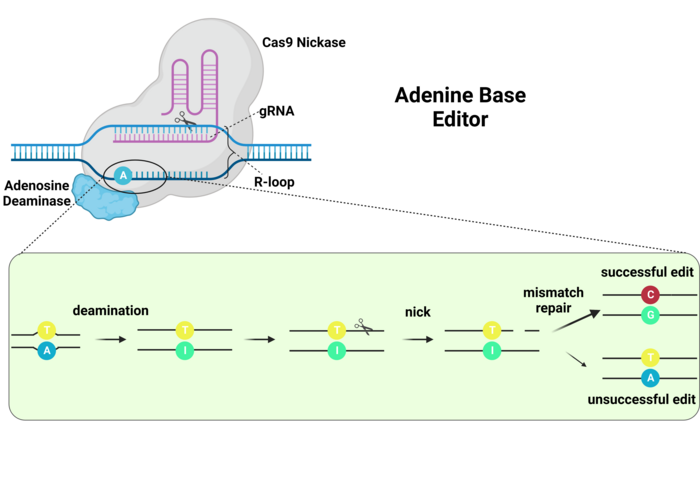 Cas9 Nickase
Adenine Base
Editor
gRNA
A
R-loop
Adenosine
Deaminase
successful edit
mismatch
repair
deamination
nick
C
G
T
A
T
I
T
I
T
I
T
A
unsuccessful edit